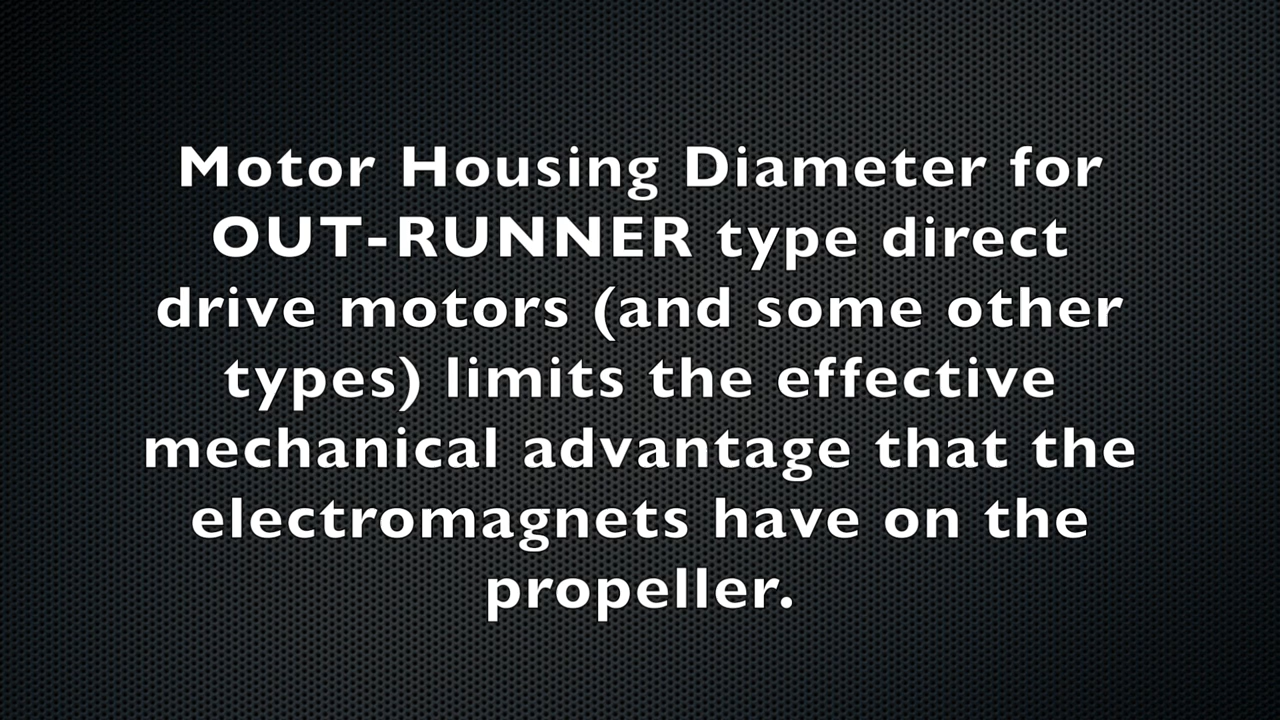 Motor Housing Diameter for
OUT-RUNNER type direct
drive motors (and some other
types) limits the effective
mechanical advantage that the
electromagnets have on the
propeller.